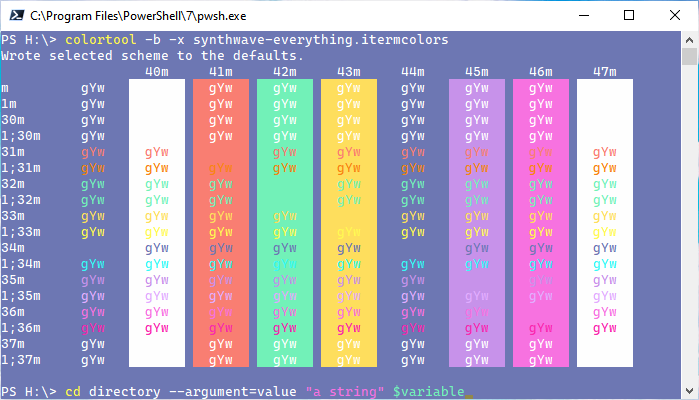 C:\Program Files\PowerShell\7\pwsh.exe
PS H:\> colortool -b -x synthwave-everything.itermcolors
Wrote selected scheme to the defaults.
40m 41m 42m 43m 44m 45m 46m 47m
m gYw gYw gYw gYw gYw gYw gYw
1m gYw gYw gYw gYw gYw gYw gYw
30m gYw gYw gYw gYw gYw gYw gYw
1;30m gYw gYw gYw gYw gYw gYw gYw
31m gYw gYw gYw gYw gYw gYw gYw gYw
1;31m gYw gYw gYw gYw gYw gYw gYw gYw gYw
32m gYw gYw gYw gYw gYw gYw gYw gYw
1;32m gYw gYw gYw gYw gYw gYw gYw gYw
33m gYw gYw gYw gYw gYw gYw gYw gYw
1;33m gYw gYw gYw gYw gYw gYw gYw gYw gYw
34m gYw gYw gYw gYw gYw gYw gYw
1;34m gYw gYw gYw gYw gYw gYw gYw gYw gYw
35m gYw gYw gYw gYw gYw gYw gYw gYw
1;35m gYw gYw gYw gYw gYw gYw gYw gYw gYw
36m gYw gYw gYw gYw gYw gYw gYw gYw
1;36m gYw gYw gYw gYw gYw gYw gYw gYw gYw
37m gYw gYw gYw gYw gYw gYw gYw
1;37m gYw gYw gYw gYw gYw gYw gYw
PS H:\> cd directory --argument=value "a string" $variable